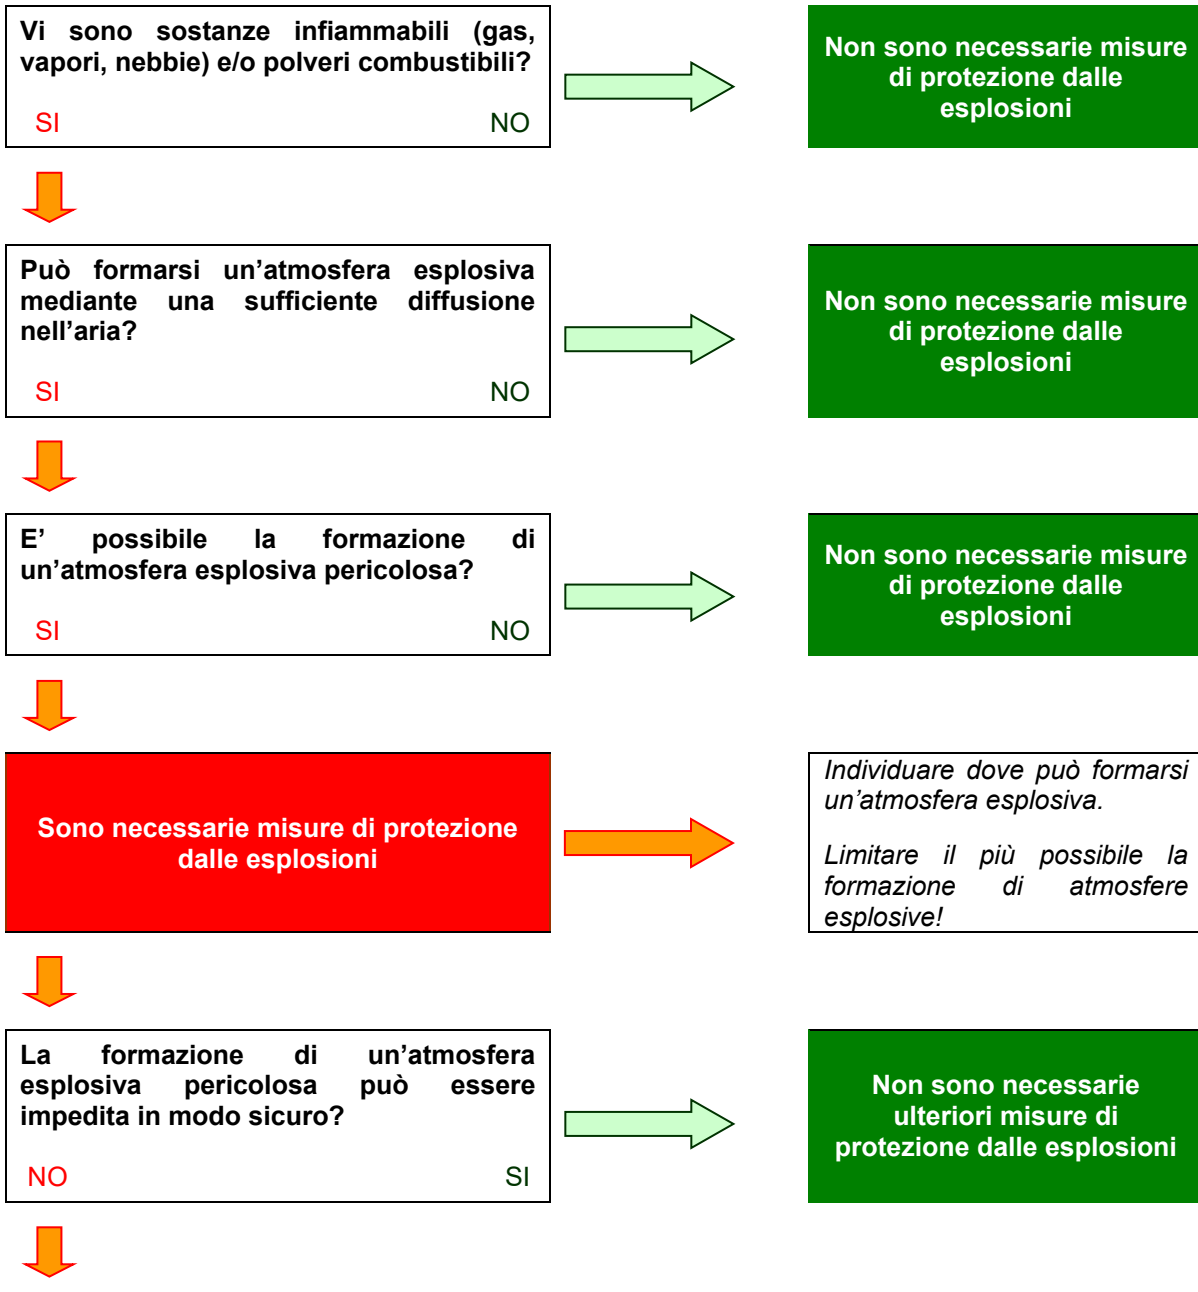 Vi sono sostanze infiammabili (gas,
vapori, nebbie) e/o polveri combustibili?
SI NO
Non sono necessarie misure
di protezione dalle
esplosioni
Può formarsi un’atmosfera esplosiva
mediante una sufficiente diffusione
nell’aria?
SI NO
Non sono necessarie misure
di protezione dalle
esplosioni
E’ possibile la formazione di
un’atmosfera esplosiva pericolosa?
SI NO
Non sono necessarie misure
di protezione dalle
esplosioni
Sono necessarie misure di protezione
dalle esplosioni
Individuare dove può formarsi
un’atmosfera esplosiva.
Limitare il più possibile la
formazione di atmosfere
esplosive!
La formazione di un’atmosfera
esplosiva pericolosa può essere
impedita in modo sicuro?
NO SI
Non sono necessarie
ulteriori misure di
protezione dalle esplosioni